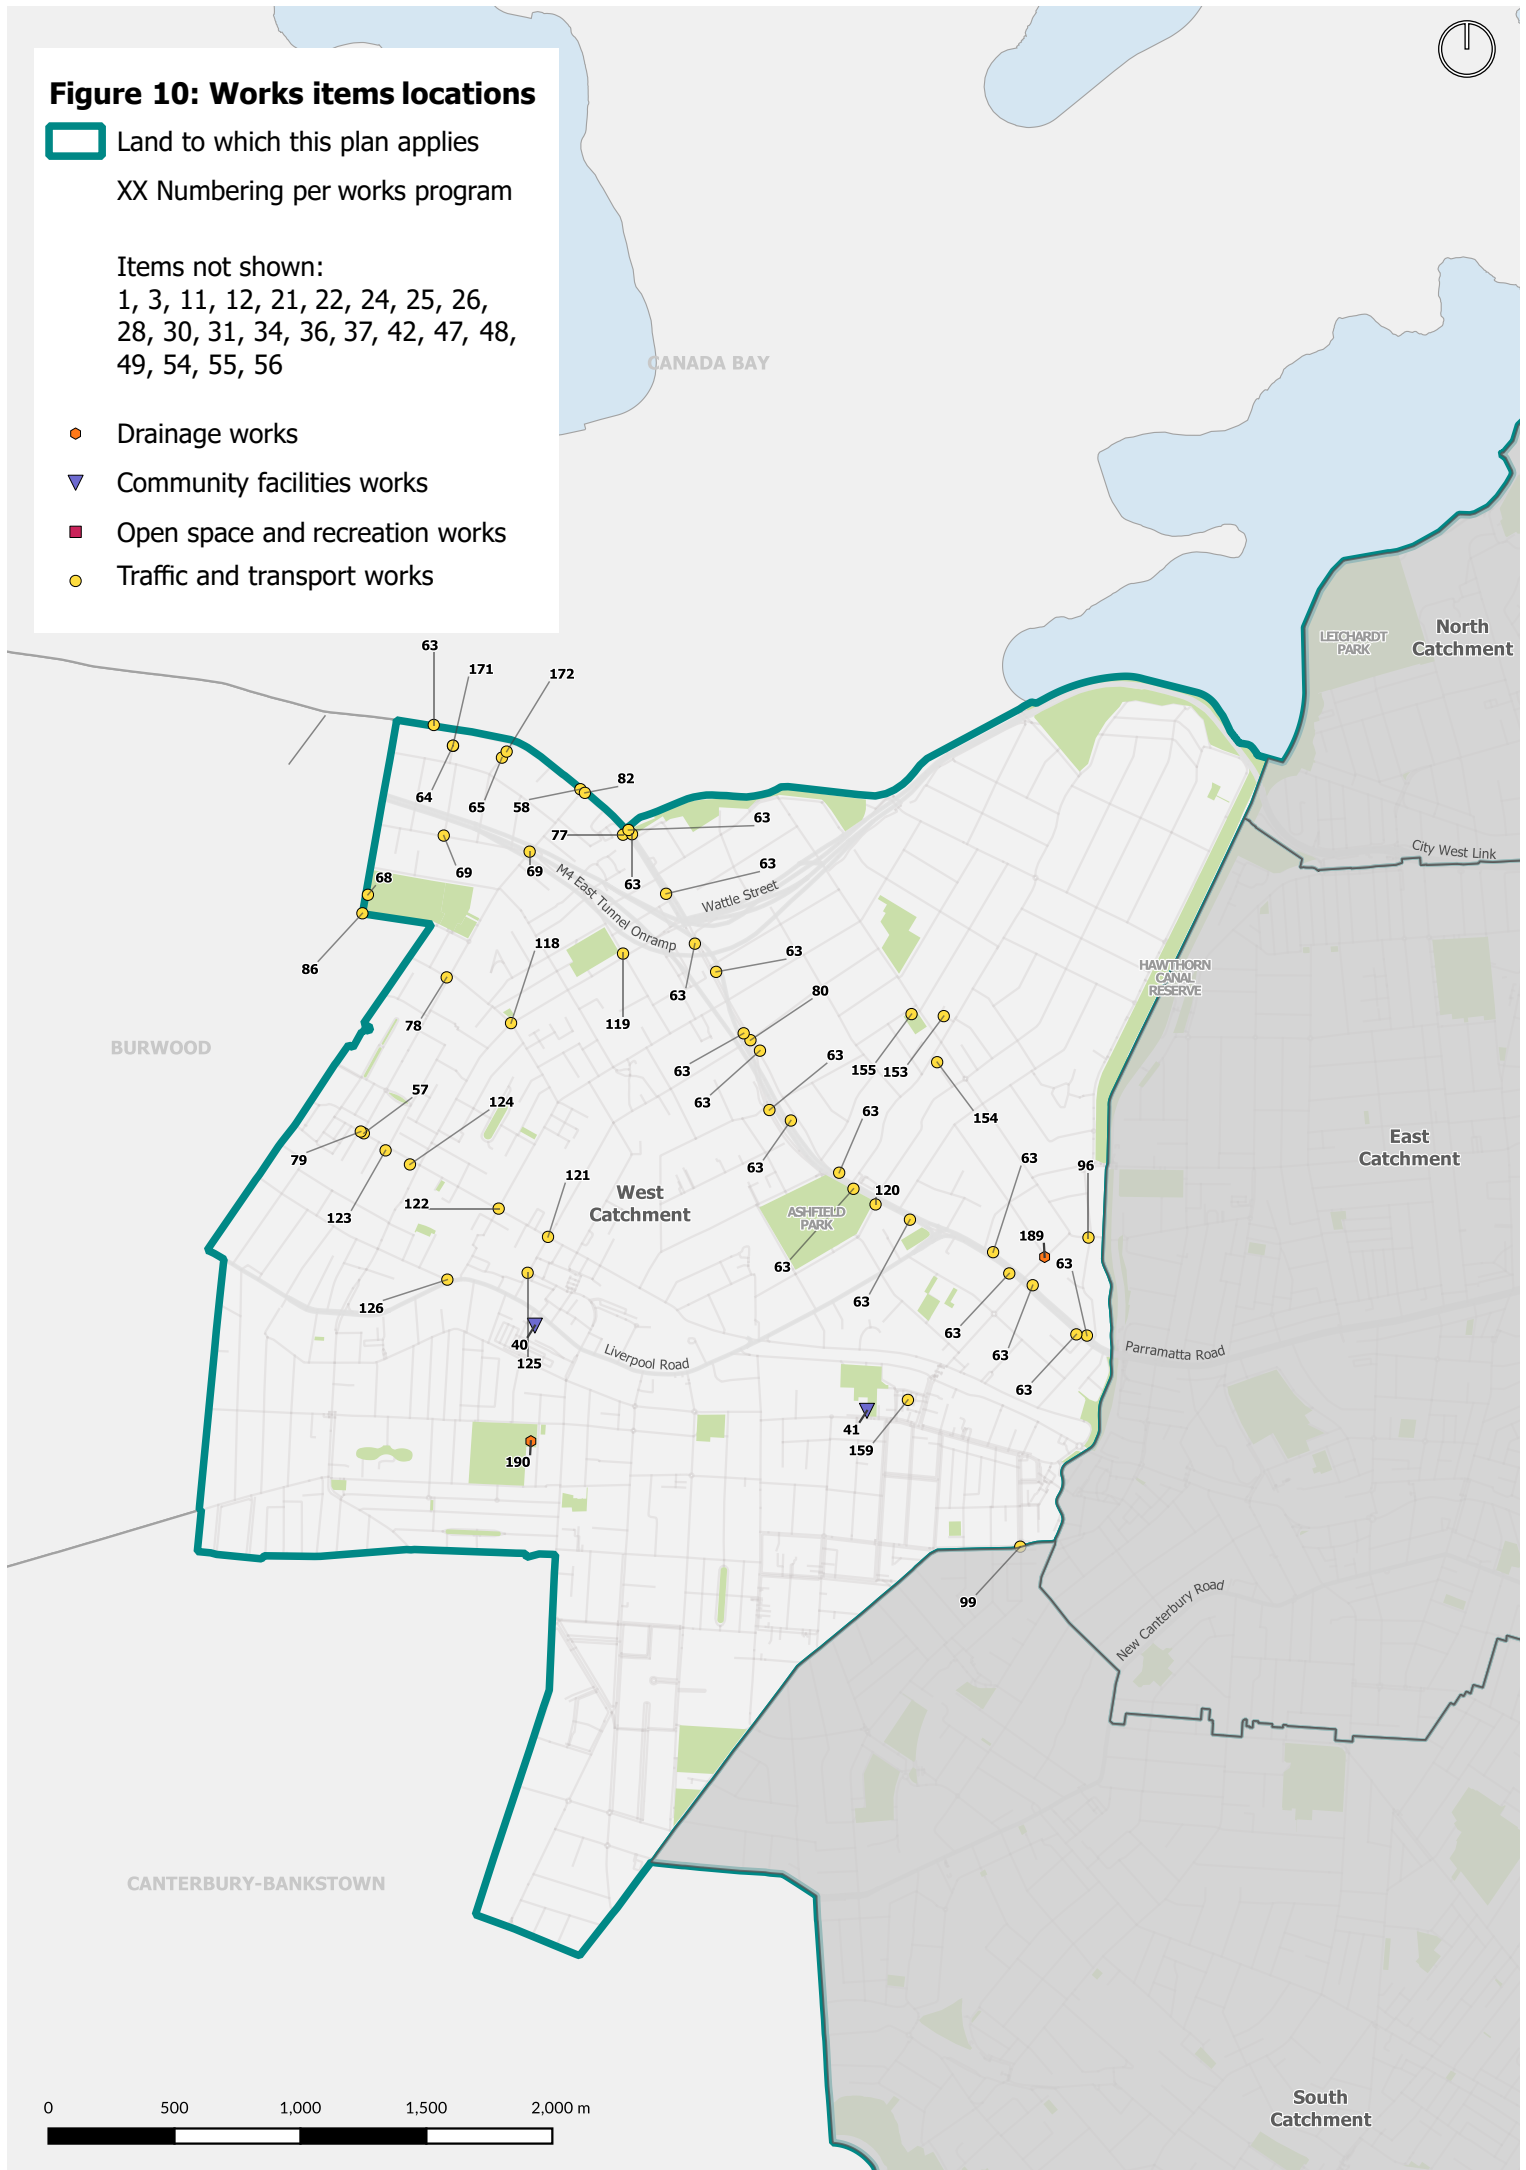 Figure 10: Works items locations
Land to which this plan applies
XX Numbering per works program
Items not shown:
1, 3, 11, 12, 21, 22, 24, 25, 26,
28, 30, 31, 34, 36, 37, 42, 47, 48,
49, 54, 55, 56
Drainage works
Community facilities works
Open space and recreation works
Traffic and transport works
CANADA BAY
LEICHARDT
PARK
North
Catchment
63
171
172
64
65
58
82
77
63
63
69
69
63
68
M4 East Tunnel Onramp
Wattle Street
City West Link
86
118
63
63
119
HAWTHORN
CANAL
RESERVE
78
80
BURWOOD
63
63
63
155
153
154
57
124
79
63
63
123
122
121
West
Catchment
ASHFIELD
PARK
120
63
96
East
Catchment
189
63
63
63
126
40
125
Liverpool Road
63
63
63
Parramatta Road
41
159
190
99
New Canterbury Road
CANTERBURY-BANKSTOWN
South
Catchment
0
500
1,000
1,500
2,000 m